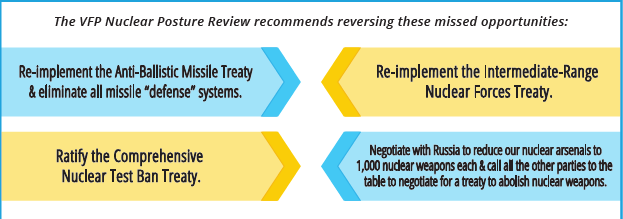 The VFP Nuclear Posture Review recommends reversing these missed opportunities:
Re-implement the Anti-Ballistic Missile Treaty
& eliminate all missile “defense” systems.
Re-implement the Intermediate-Range
Nuclear Forces Treaty.
Ratify the Comprehensive
Nuclear Test Ban Treaty.
Negotiate with Russia to reduce our nuclear arsenals to
1,000 nuclear weapons each & call all the other parties to the
table to negotiate for a treaty to abolish nuclear weapons.